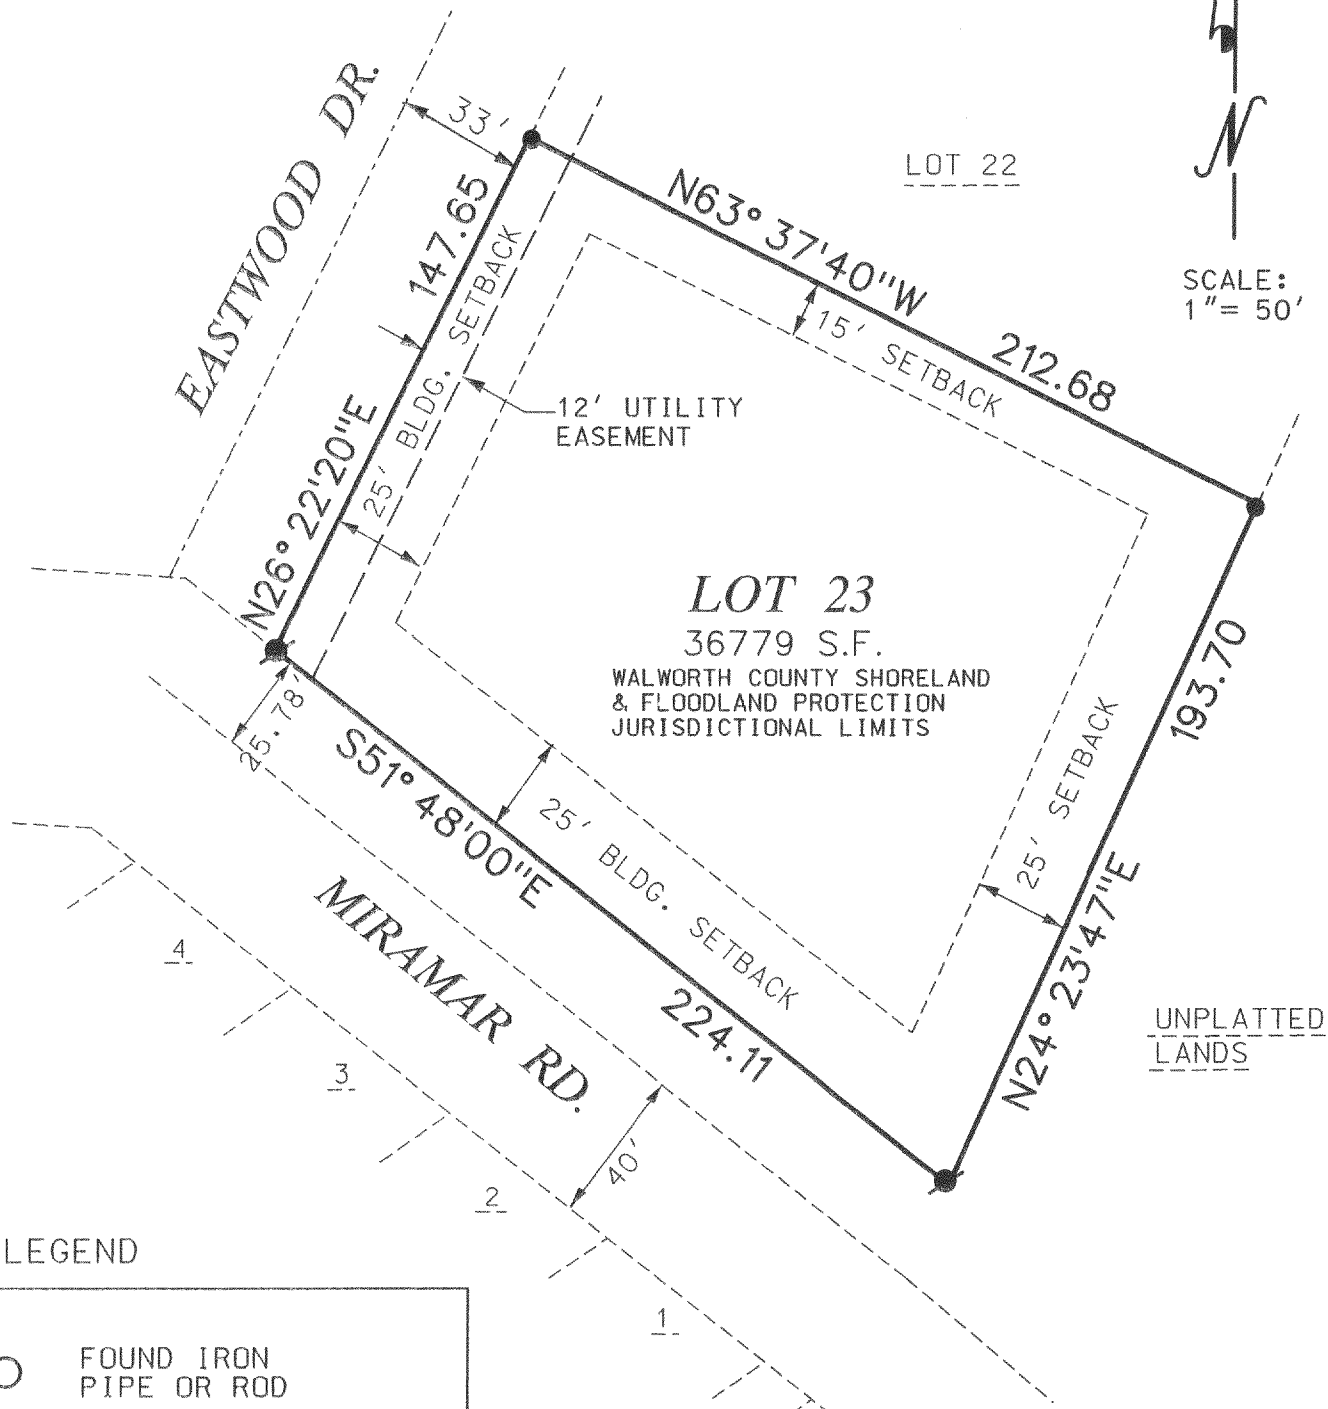 EASTWOOD DR.
33′
N
LOT 22
N63° 37'40"W
212.68
SCALE:
1"= 50′
147.65
N26° 22'20"E
25′ BLDG. SETBACK
15′ SETBACK
12′ UTILITY
EASEMENT
LOT 23
36779 S.F.
WALWORTH COUNTY SHORELAND
& FLOODLAND PROTECTION
JURISDICTIONAL LIMITS
193.70
N24° 23'47"E
25′ SETBACK
25.78′
S51° 48'00"E
224.11
25′ BLDG. SETBACK
MIRAMAR RD.
40′
UNPLATTED
LANDS
4
3
2
1
LEGEND
FOUND IRON
PIPE OR ROD